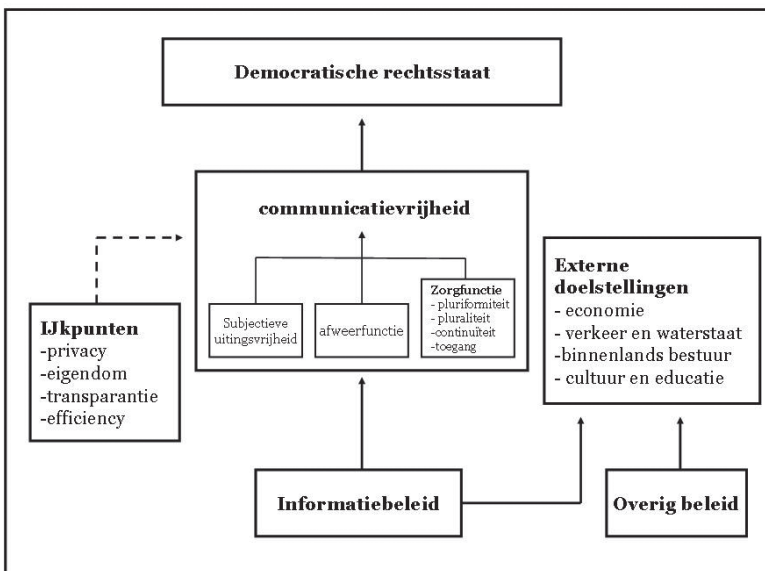 Democratische rechtsstaat
communicatievrijheid
Subjectieve
uitingsvrijheid
afweerfunctie
Zorgfunctie
- pluriformiteit
- pluraliteit
-continuïteit
-toegang
IJkpunten
-privacy
-eigendom
-transparantie
-efficiency
Externe
doelstellingen
- economie
- verkeer en waterstaat
-binnenlands bestuur
- cultuur en educatie
Informatiebeleid
Overig beleid